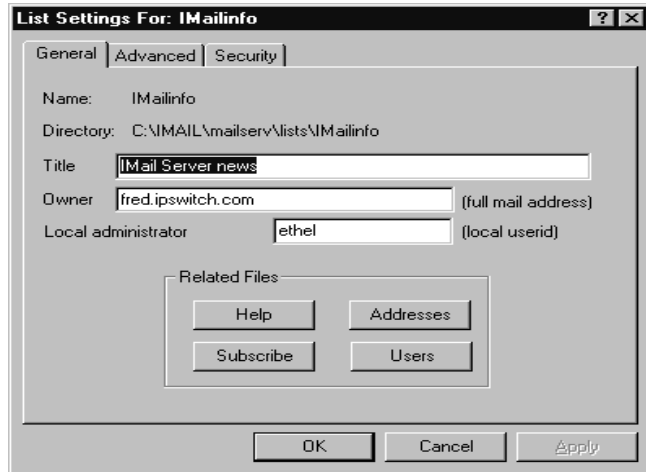 List Settings For: IMailinfo ? X
General Advanced Security
Name: IMailinfo
Directory: C:\IMAIL\mailserv\lists\IMailinfo
Title IMail Server news
Owner fred.ipswitch.com (full mail address)
Local administrator ethel (local userid)
Related Files
Help Addresses
Subscribe Users
OK Cancel Apply